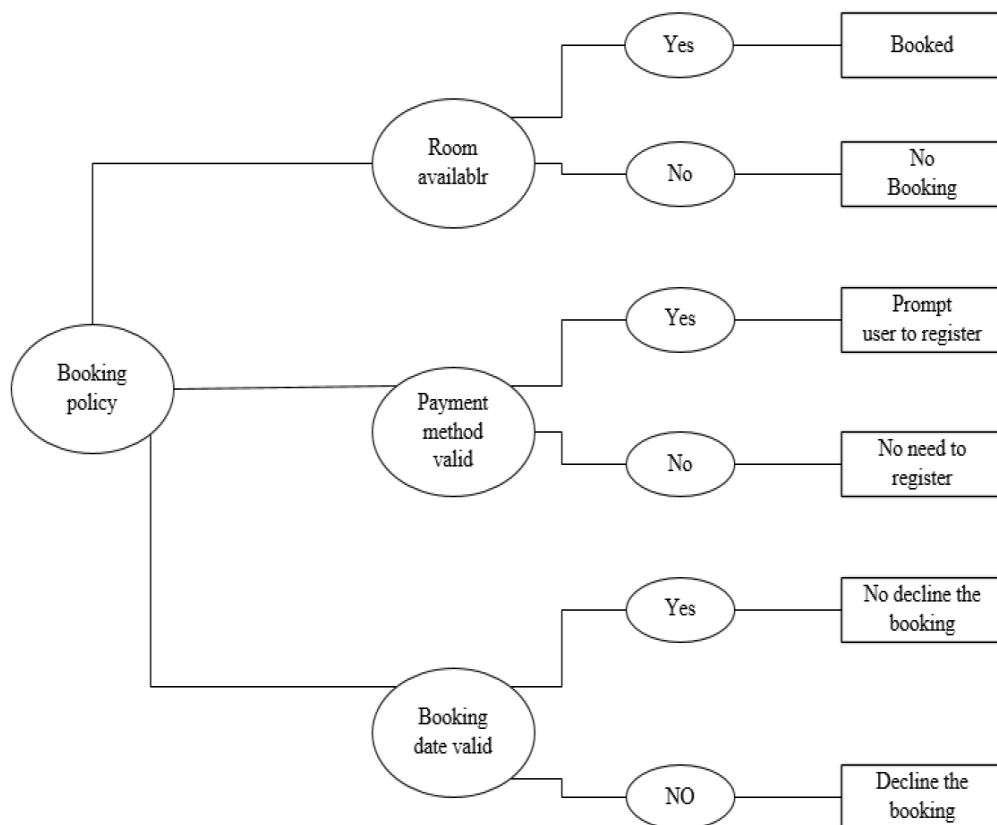 Yes
Booked
Room
availablr
No
No
Booking
Booking
policy
Yes
Prompt
user to register
Payment
method
valid
No
No need to
register
Yes
No decline the
booking
Booking
date valid
NO
Decline the
booking